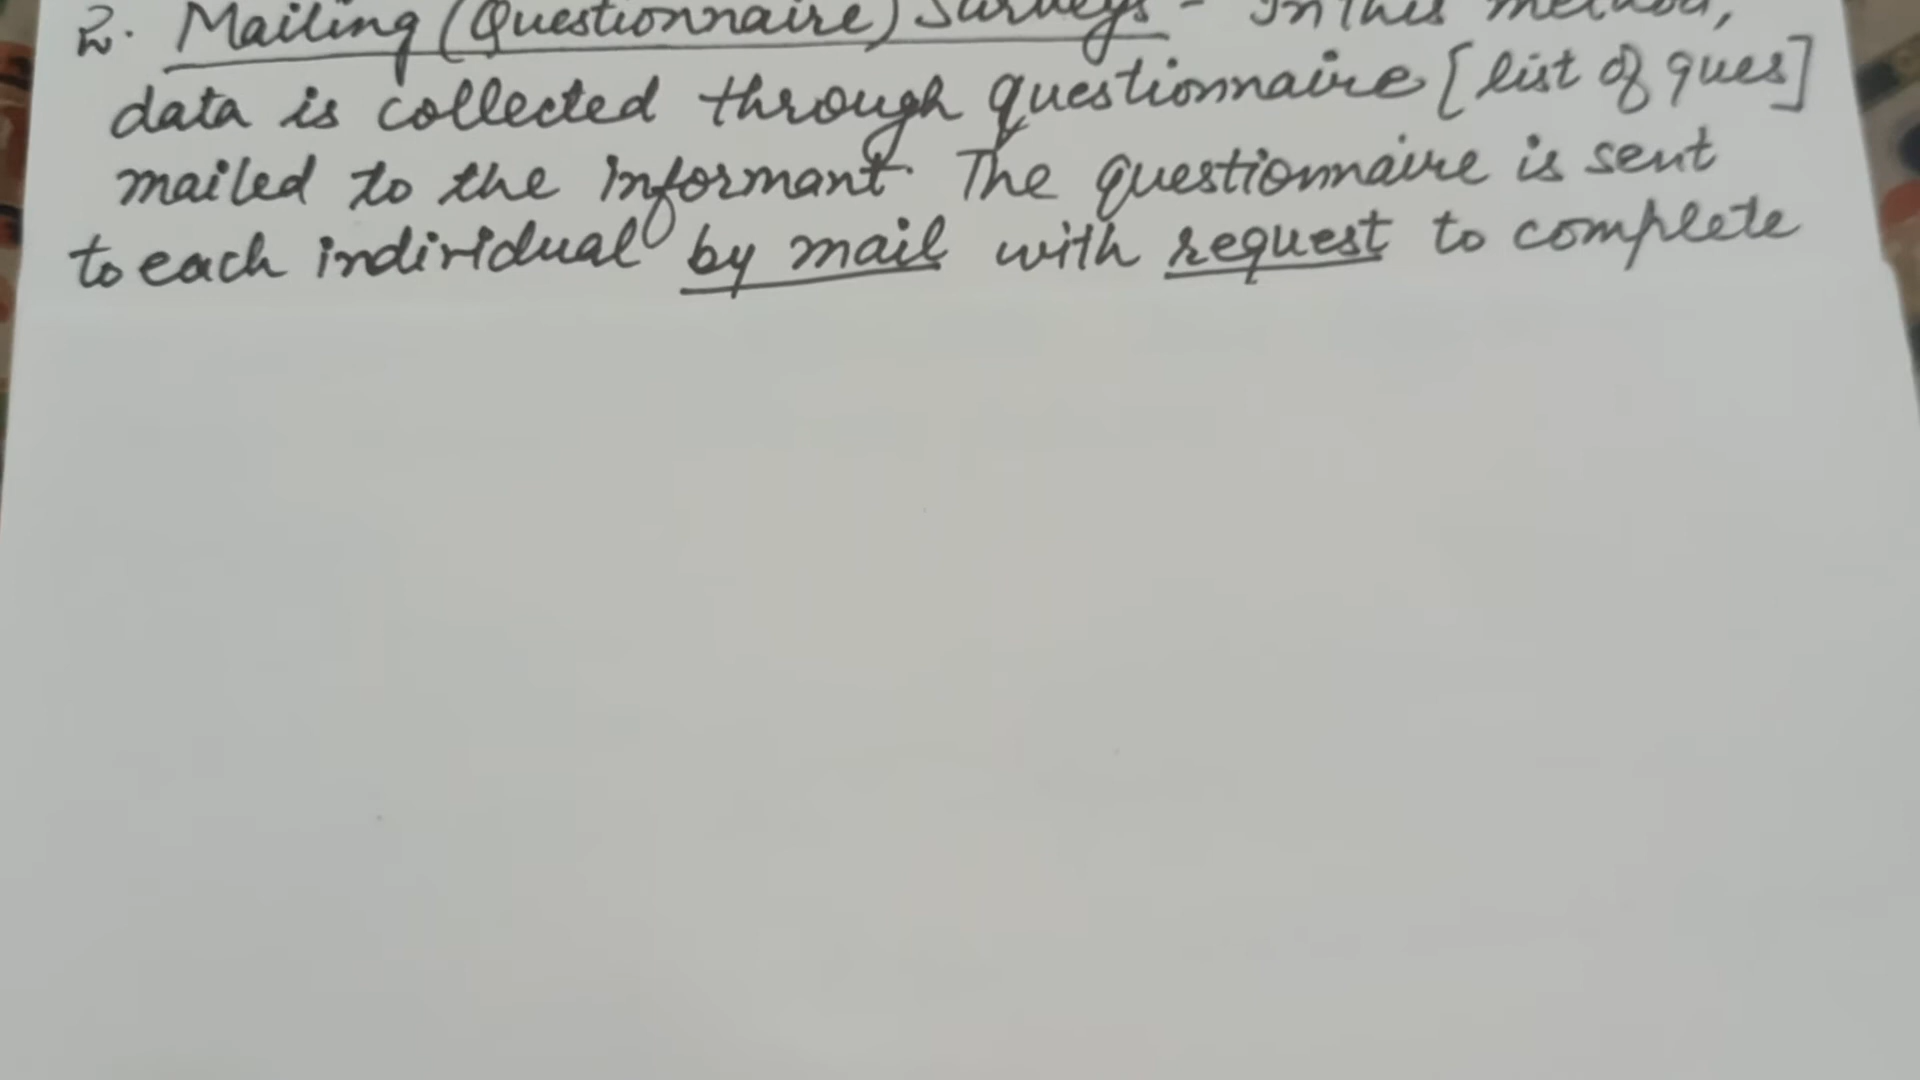 2. Mailing (Questionnaire) Surveys - In this method,
data is collected through questionnaire [list of ques]
mailed to the informant. The questionnaire is sent
to each individual by mail with request to complete